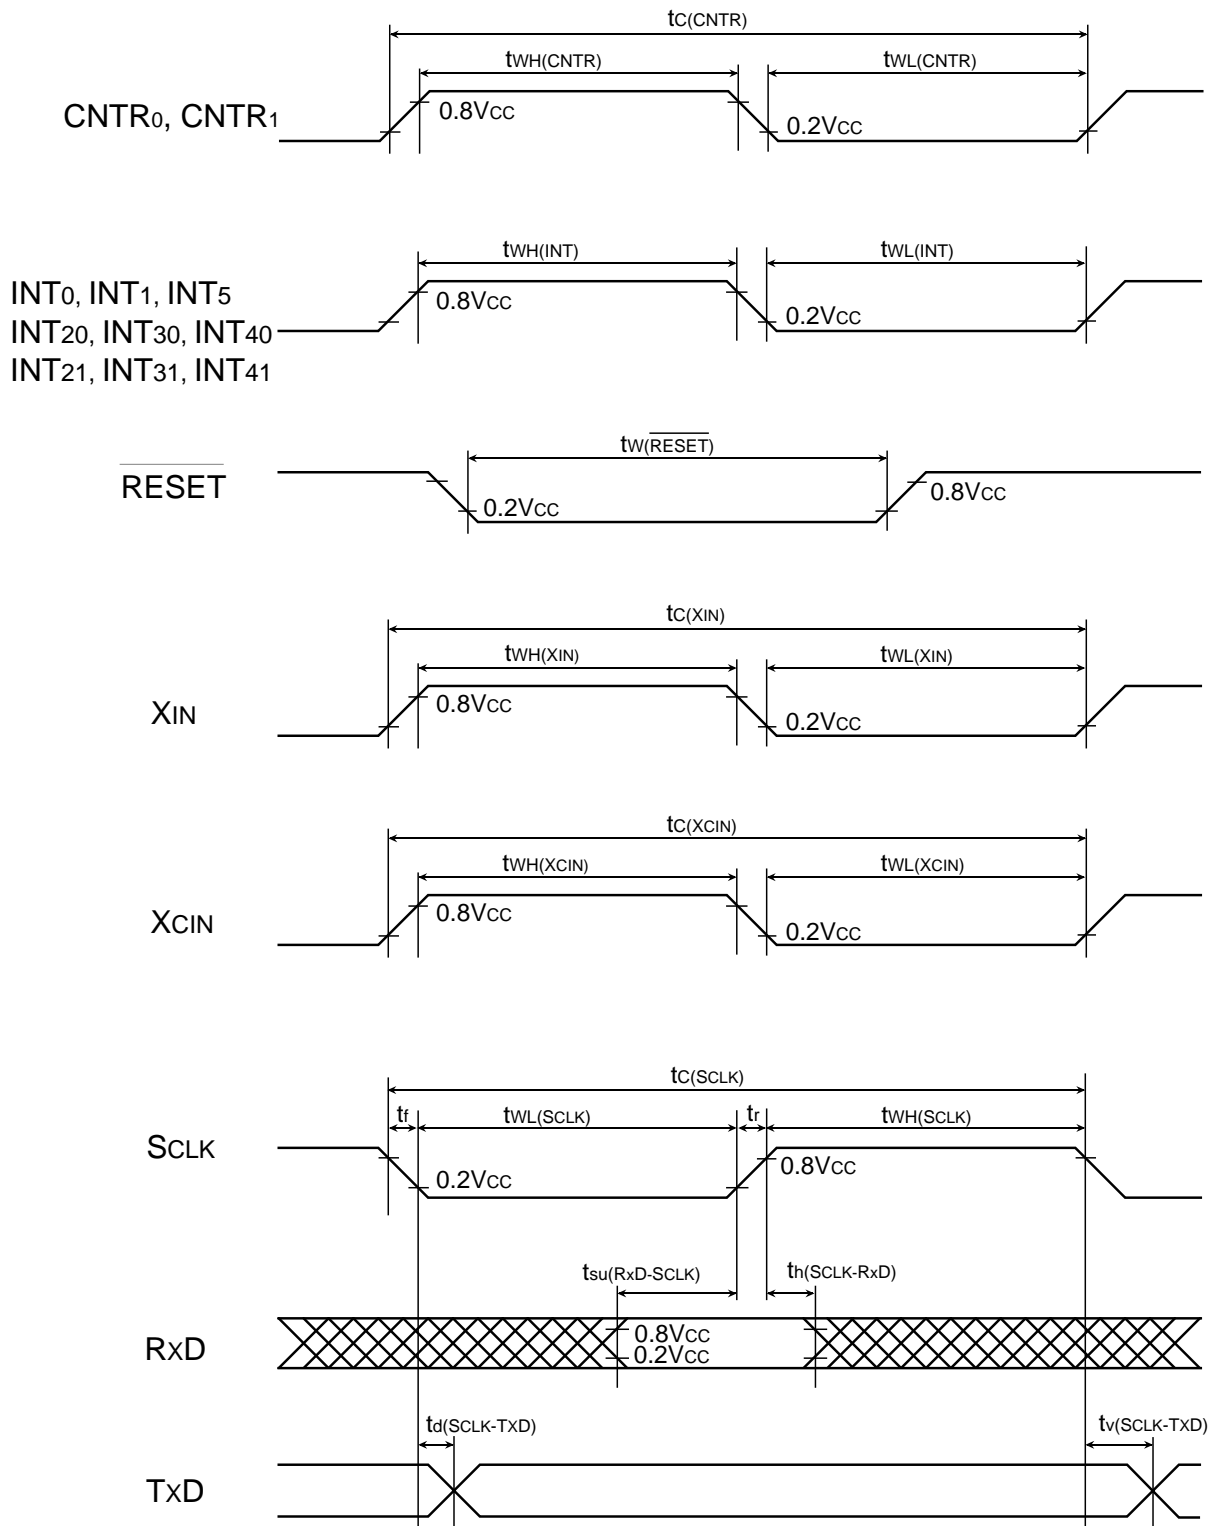 tC(CNTR)
tWH(CNTR)
tWL(CNTR)
CNTR0, CNTR1
0.8VCC
0.2VCC
tWH(INT)
tWL(INT)
INT0, INT1, INT5
INT20, INT30, INT40
INT21, INT31, INT41
0.8VCC
0.2VCC
tW(RESET)
RESET
0.2VCC
0.8VCC
tC(XIN)
tWH(XIN)
tWL(XIN)
XIN
0.8VCC
0.2VCC
tC(XCIN)
tWH(XCIN)
tWL(XCIN)
XCIN
0.8VCC
0.2VCC
tC(SCLK)
tf
tWL(SCLK)
tr
tWH(SCLK)
SCLK
0.2VCC
0.8VCC
tsu(RxD-SCLK)
th(SCLK-RxD)
RXD
0.8VCC
0.2VCC
td(SCLK-TXD)
tv(SCLK-TXD)
TXD